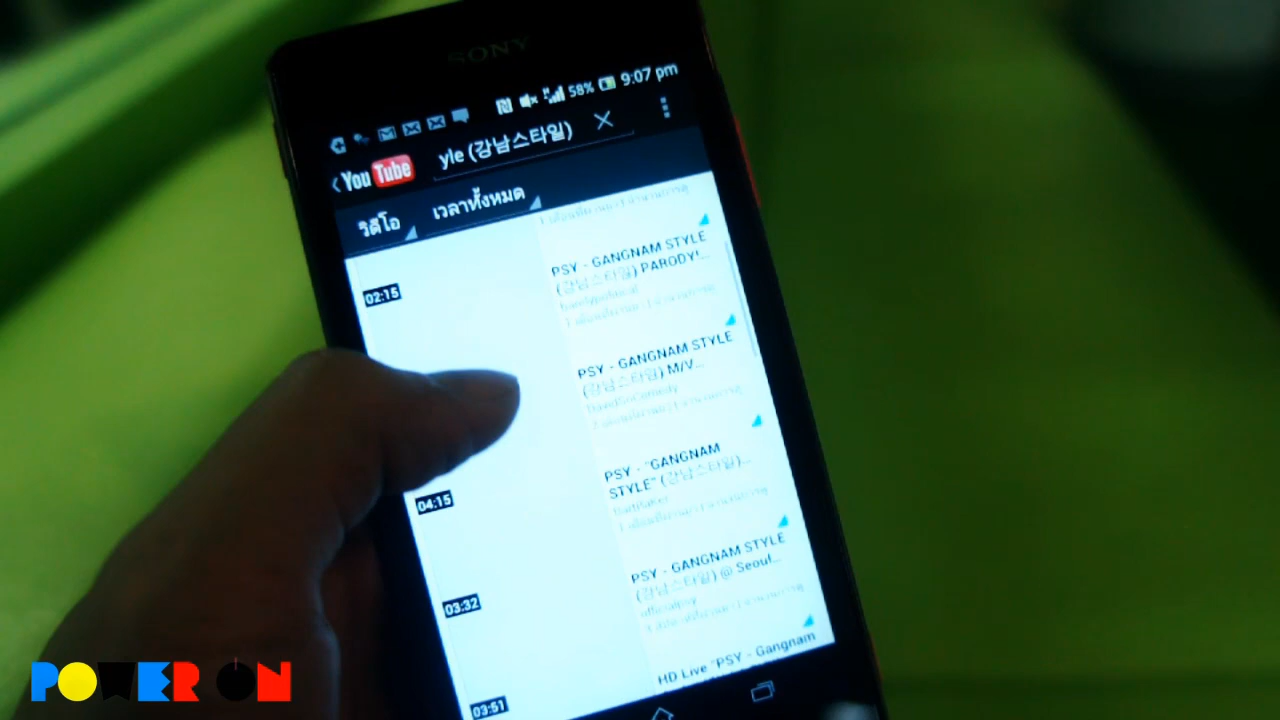 SONY
58% 9:07 pm
YouTube yle (강남스타일)
วิดีโอ เวลาทั้งหมด
02:15
PSY - GANGNAM STYLE
(강남스타일) PARODY!...
PSY - GANGNAM STYLE
(강남스타일) M/V...
DavidSoComedy
04:15
PSY - "GANGNAM
STYLE" (강남스타일)...
03:32
PSY - GANGNAM STYLE
(강남스타일) @ Seoul...
officialpsy
03:51
HD Live "PSY - Gangnam
POWER ON